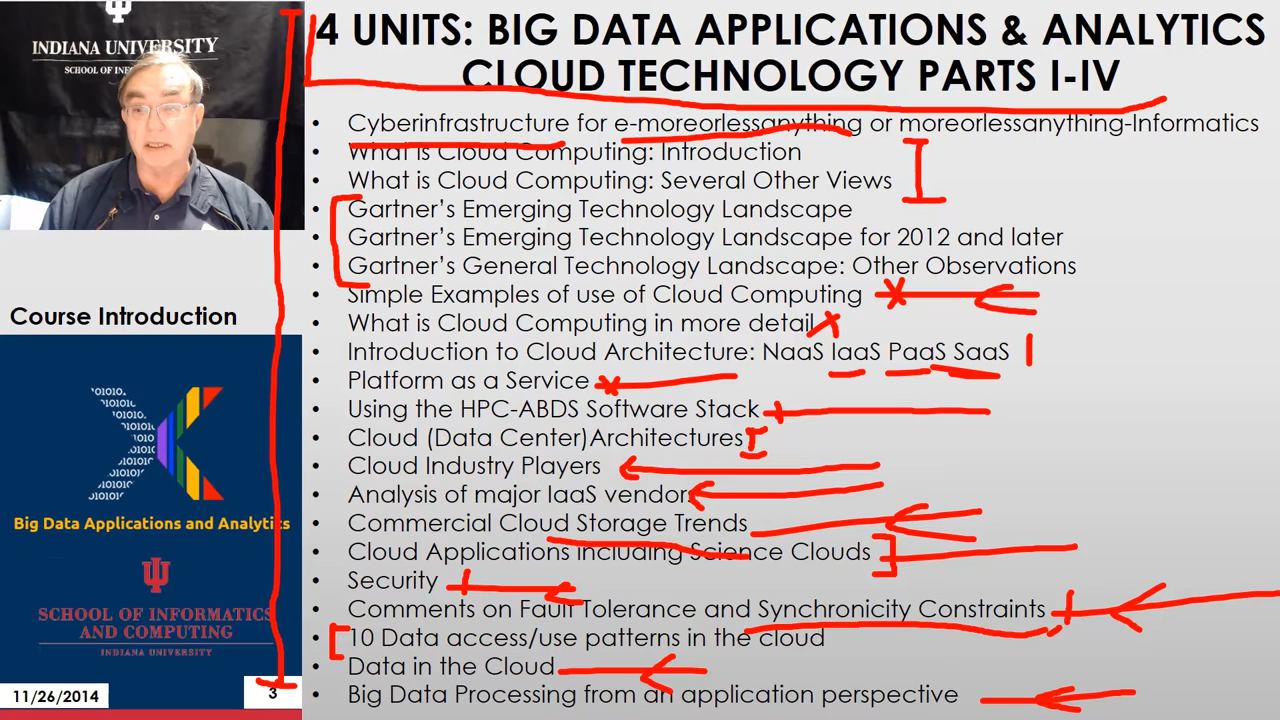 INDIANA UNIVERSITY
SCHOOL OF INF
4 UNITS: BIG DATA APPLICATIONS & ANALYTICS
CLOUD TECHNOLOGY PARTS I-IV
• Cyberinfrastructure for e-moreorlessanything or moreorlessanything-Informatics
• What is Cloud Computing: Introduction
• What is Cloud Computing: Several Other Views
• Gartner's Emerging Technology Landscape
• Gartner's Emerging Technology Landscape for 2012 and later
• Gartner's General Technology Landscape: Other Observations
• Simple Examples of use of Cloud Computing
• What is Cloud Computing in more detail
• Introduction to Cloud Architecture: NaaS IaaS PaaS SaaS
• Platform as a Service
• Using the HPC-ABDS Software Stack
• Cloud (Data Center)Architectures
• Cloud Industry Players
• Analysis of major IaaS vendors
• Commercial Cloud Storage Trends
• Cloud Applications including Science Clouds
• Security
• Comments on Fault Tolerance and Synchronicity Constraints
• 10 Data access/use patterns in the cloud
• Data in the Cloud
• Big Data Processing from an application perspective
Course Introduction
Big Data Applications and Analytics
SCHOOL OF INFORMATICS
AND COMPUTING
INDIANA UNIVERSITY
11/26/2014
3